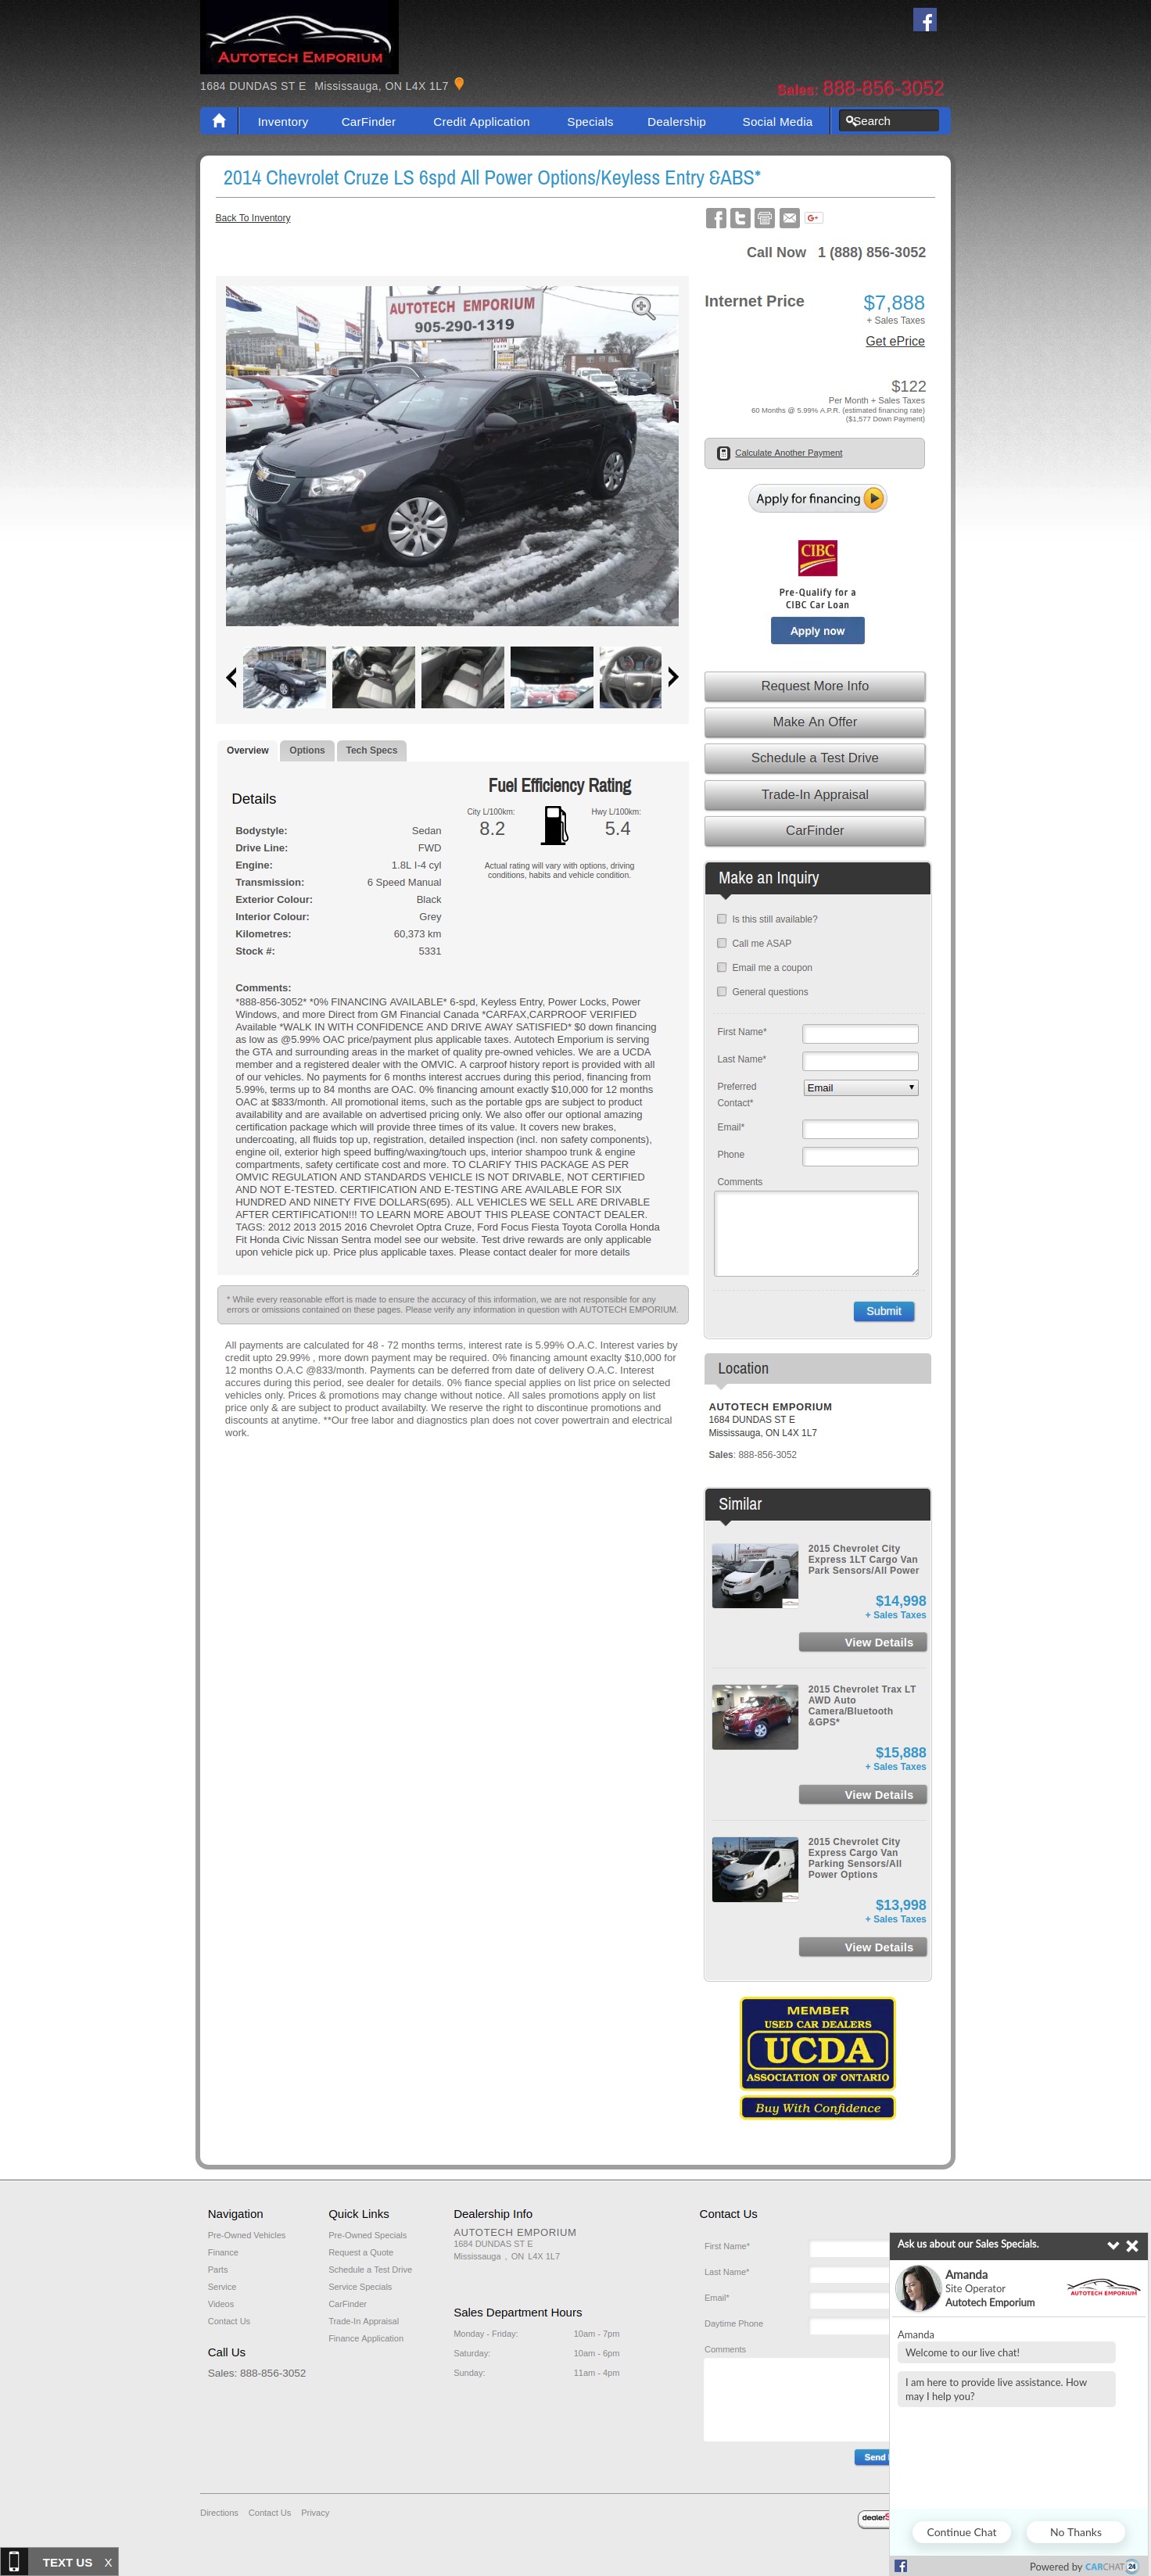 Autotech Emporium
1684 DUNDAS ST E Mississauga, ON L4X 1L7
Sales: 888-856-3052
Inventory CarFinder Credit Application Specials Dealership Social Media Search
2014 Chevrolet Cruze LS 6spd All Power Options/Keyless Entry &ABS*
Back To Inventory
G+
Call Now 1 (888) 856-3052
AUTOTECH EMPORIUM
905-290-1319
Internet Price $7,888
+ Sales Taxes
Get ePrice
$122
Per Month + Sales Taxes
60 Months @ 5.99% A.P.R. (estimated financing rate)
($1,577 Down Payment)
Calculate Another Payment
Apply for financing
CIBC
Pre-Qualify for a
CIBC Car Loan
Apply now
Request More Info
Make An Offer
Schedule a Test Drive
Trade-In Appraisal
CarFinder
Overview Options Tech Specs
Details
Bodystyle: Sedan
Drive Line: FWD
Engine: 1.8L I-4 cyl
Transmission: 6 Speed Manual
Exterior Colour: Black
Interior Colour: Grey
Kilometres: 60,373 km
Stock #: 5331
Fuel Efficiency Rating
City L/100km: Hwy L/100km:
8.2 5.4
Actual rating will vary with options, driving
conditions, habits and vehicle condition.
Comments:
*888-856-3052* *0% FINANCING AVAILABLE* 6-spd, Keyless Entry, Power Locks, Power
Windows, and more Direct from GM Financial Canada *CARFAX,CARPROOF VERIFIED
Available *WALK IN WITH CONFIDENCE AND DRIVE AWAY SATISFIED* $0 down financing
as low as @5.99% OAC price/payment plus applicable taxes. Autotech Emporium is serving
the GTA and surrounding areas in the market of quality pre-owned vehicles. We are a UCDA
member and a registered dealer with the OMVIC. A carproof history report is provided with all
of our vehicles. No payments for 6 months interest accrues during this period, financing from
5.99%, terms up to 84 months are OAC. 0% financing amount exactly $10,000 for 12 months
OAC at $833/month. All promotional items, such as the portable gps are subject to product
availability and are available on advertised pricing only. We also offer our optional amazing
certification package which will provide three times of its value. It covers new brakes,
undercoating, all fluids top up, registration, detailed inspection (incl. non safety components),
engine oil, exterior high speed buffing/waxing/touch ups, interior shampoo trunk & engine
compartments, safety certificate cost and more. TO CLARIFY THIS PACKAGE AS PER
OMVIC REGULATION AND STANDARDS VEHICLE IS NOT DRIVABLE, NOT CERTIFIED
AND NOT E-TESTED. CERTIFICATION AND E-TESTING ARE AVAILABLE FOR SIX
HUNDRED AND NINETY FIVE DOLLARS(695). ALL VEHICLES WE SELL ARE DRIVABLE
AFTER CERTIFICATION!!! TO LEARN MORE ABOUT THIS PLEASE CONTACT DEALER.
TAGS: 2012 2013 2015 2016 Chevrolet Optra Cruze, Ford Focus Fiesta Toyota Corolla Honda
Fit Honda Civic Nissan Sentra model see our website. Test drive rewards are only applicable
upon vehicle pick up. Price plus applicable taxes. Please contact dealer for more details
* While every reasonable effort is made to ensure the accuracy of this information, we are not responsible for any
errors or omissions contained on these pages. Please verify any information in question with AUTOTECH EMPORIUM.
All payments are calculated for 48 - 72 months terms, interest rate is 5.99% O.A.C. Interest varies by
credit upto 29.99% , more down payment may be required. 0% financing amount exaclty $10,000 for
12 months O.A.C @833/month. Payments can be deferred from date of delivery O.A.C. Interest
accures during this period, see dealer for details. 0% fiance special applies on list price on selected
vehicles only. Prices & promotions may change without notice. All sales promotions apply on list
price only & are subject to product availabilty. We reserve the right to discontinue promotions and
discounts at anytime. **Our free labor and diagnostics plan does not cover powertrain and electrical
work.
Make an Inquiry
Is this still available?
Call me ASAP
Email me a coupon
General questions
First Name*
Last Name*
Preferred
Contact*
Email
Email*
Phone
Comments
Submit
Location
AUTOTECH EMPORIUM
1684 DUNDAS ST E
Mississauga, ON L4X 1L7
Sales: 888-856-3052
Similar
2015 Chevrolet City
Express 1LT Cargo Van
Park Sensors/All Power
$14,998
+ Sales Taxes
View Details
2015 Chevrolet Trax LT
AWD Auto
Camera/Bluetooth
&GPS*
$15,888
+ Sales Taxes
View Details
2015 Chevrolet City
Express Cargo Van
Parking Sensors/All
Power Options
$13,998
+ Sales Taxes
View Details
MEMBER
USED CAR DEALERS
UCDA
ASSOCIATION OF ONTARIO
Buy With Confidence
Navigation
Pre-Owned Vehicles
Finance
Parts
Service
Videos
Contact Us
Call Us
Sales: 888-856-3052
Quick Links
Pre-Owned Specials
Request a Quote
Schedule a Test Drive
Service Specials
CarFinder
Trade-In Appraisal
Finance Application
Dealership Info
AUTOTECH EMPORIUM
1684 DUNDAS ST E
Mississauga , ON L4X 1L7
Sales Department Hours
Monday - Friday: 10am - 7pm
Saturday: 10am - 6pm
Sunday: 11am - 4pm
Contact Us
First Name*
Last Name*
Email*
Daytime Phone
Comments
Send
Ask us about our Sales Specials.
Amanda
Site Operator
Autotech Emporium
AUTOTECH EMPORIUM
Amanda
Welcome to our live chat!
I am here to provide live assistance. How
may I help you?
Continue Chat No Thanks
Powered by CARCHAT 24
Directions Contact Us Privacy
dealerS
TEXT US X